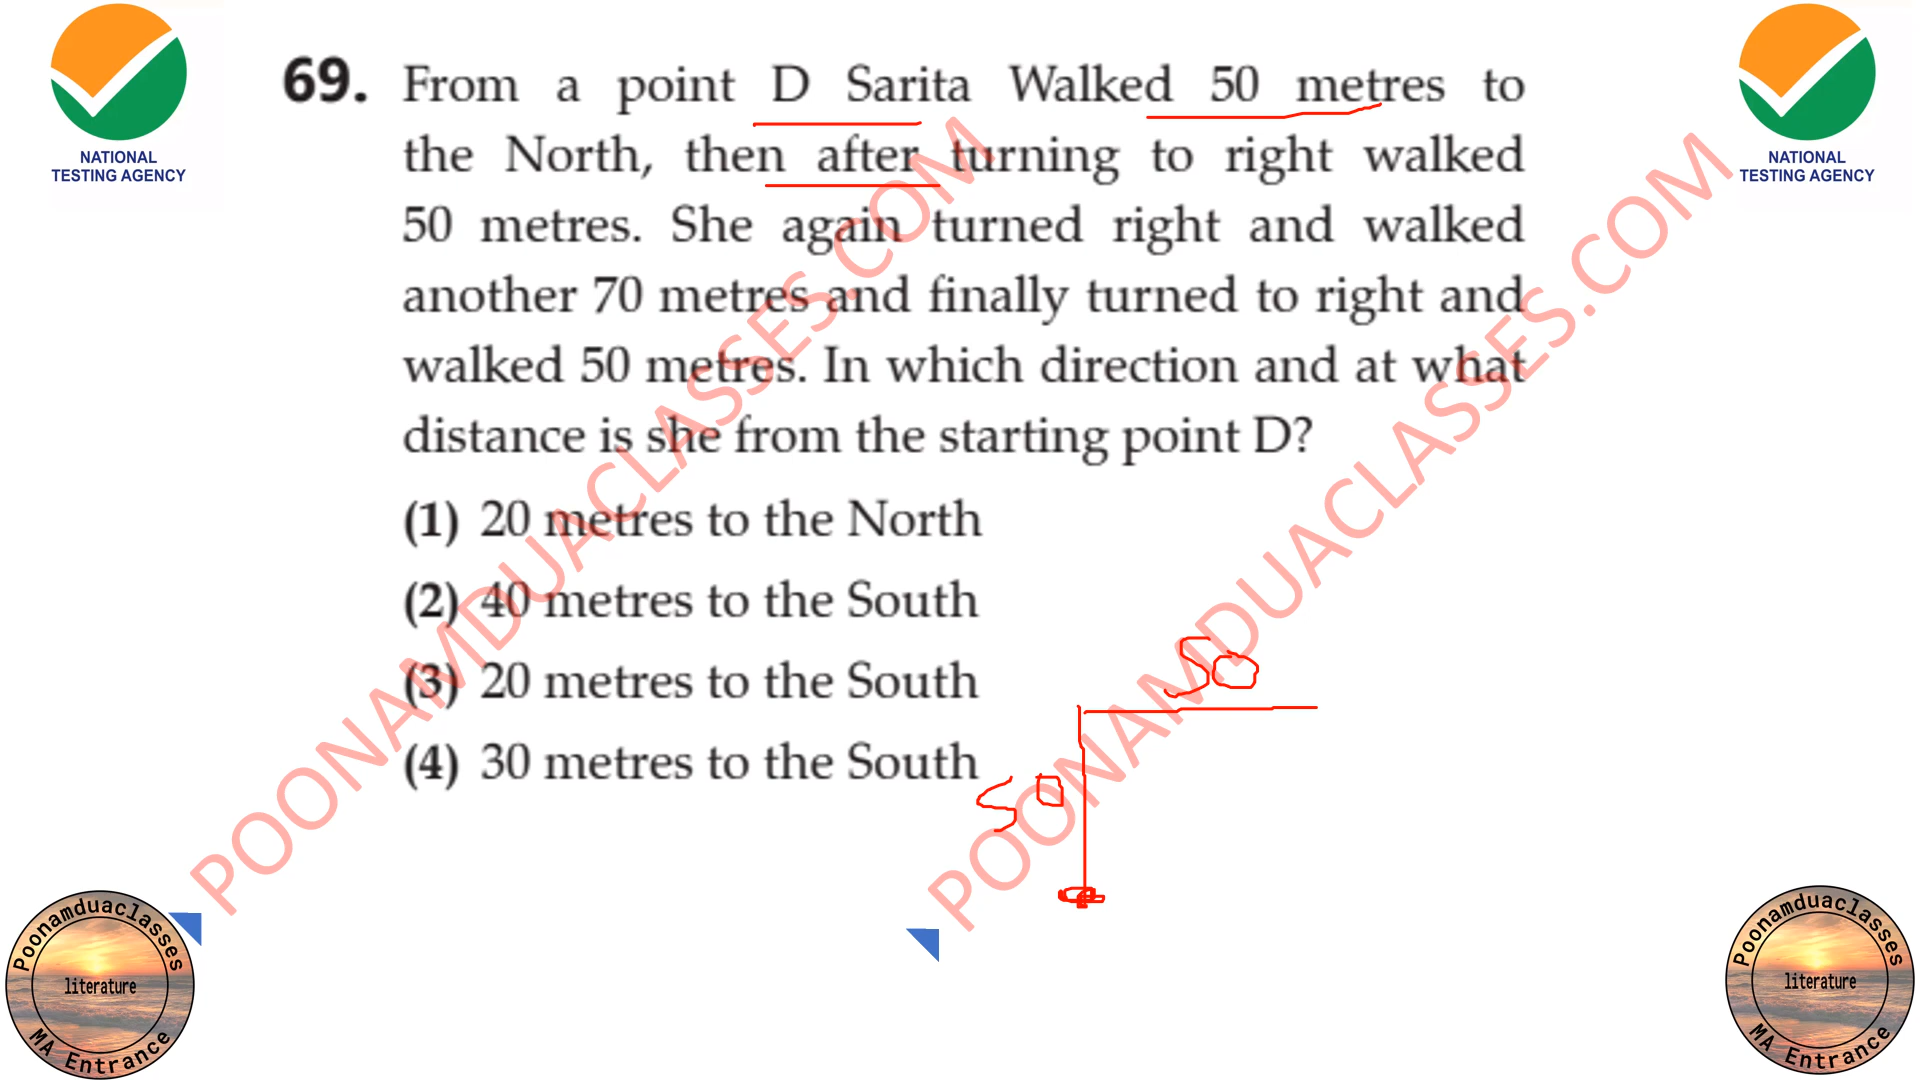 NATIONAL
TESTING AGENCY
NATIONAL
TESTING AGENCY
69. From a point D Sarita Walked 50 metres to
the North, then after turning to right walked
50 metres. She again turned right and walked
another 70 metres and finally turned to right and
walked 50 metres. In which direction and at what
distance is she from the starting point D?
(1) 20 metres to the North
(2) 40 metres to the South
(3) 20 metres to the South
(4) 30 metres to the South
50
50
POONAMDUACLASSES.COM
POONAMDUACLASSES.COM
Poonamduaclasses
literature
MA Entrance
Poonamduaclasses
literature
MA Entrance